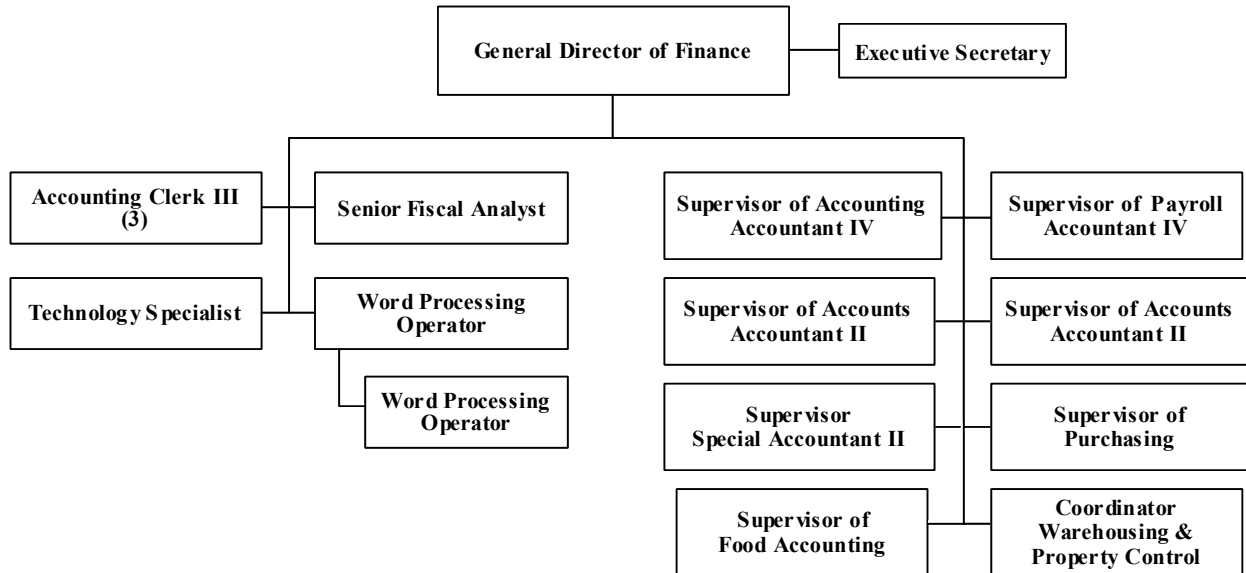 General Director of Finance
Executive Secretary
Accounting Clerk III
(3)
Senior Fiscal Analyst
Supervisor of Accounting
Accountant IV
Supervisor of Payroll
Accountant IV
Technology Specialist
Word Processing
Operator
Supervisor of Accounts
Accountant II
Supervisor of Accounts
Accountant II
Word Processing
Operator
Supervisor
Special Accountant II
Supervisor of
Purchasing
Supervisor of
Food Accounting
Coordinator
Warehousing &
Property Control